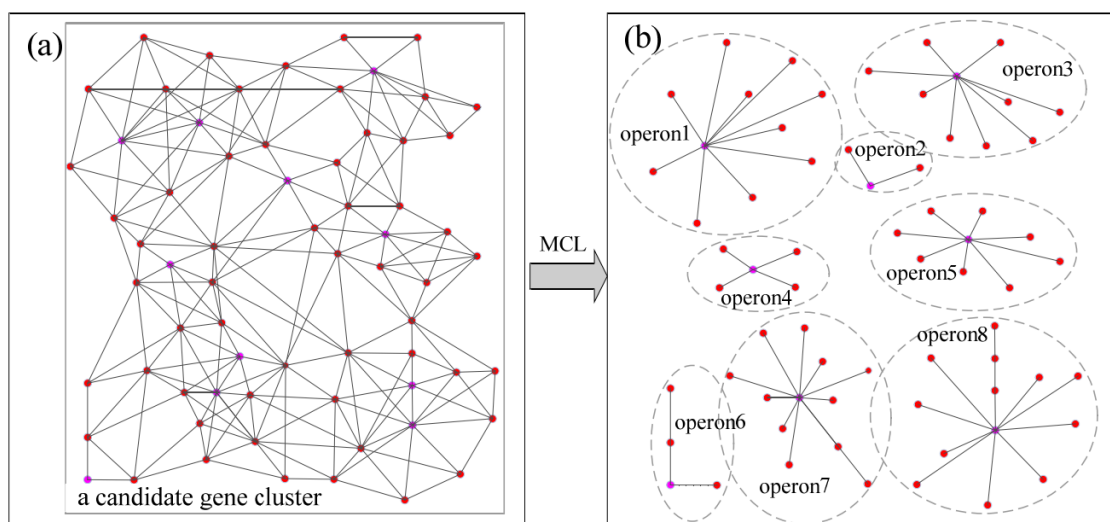 (a)
a candidate gene cluster
MCL
(b)
operon1
operon2
operon3
operon4
operon5
operon6
operon7
operon8